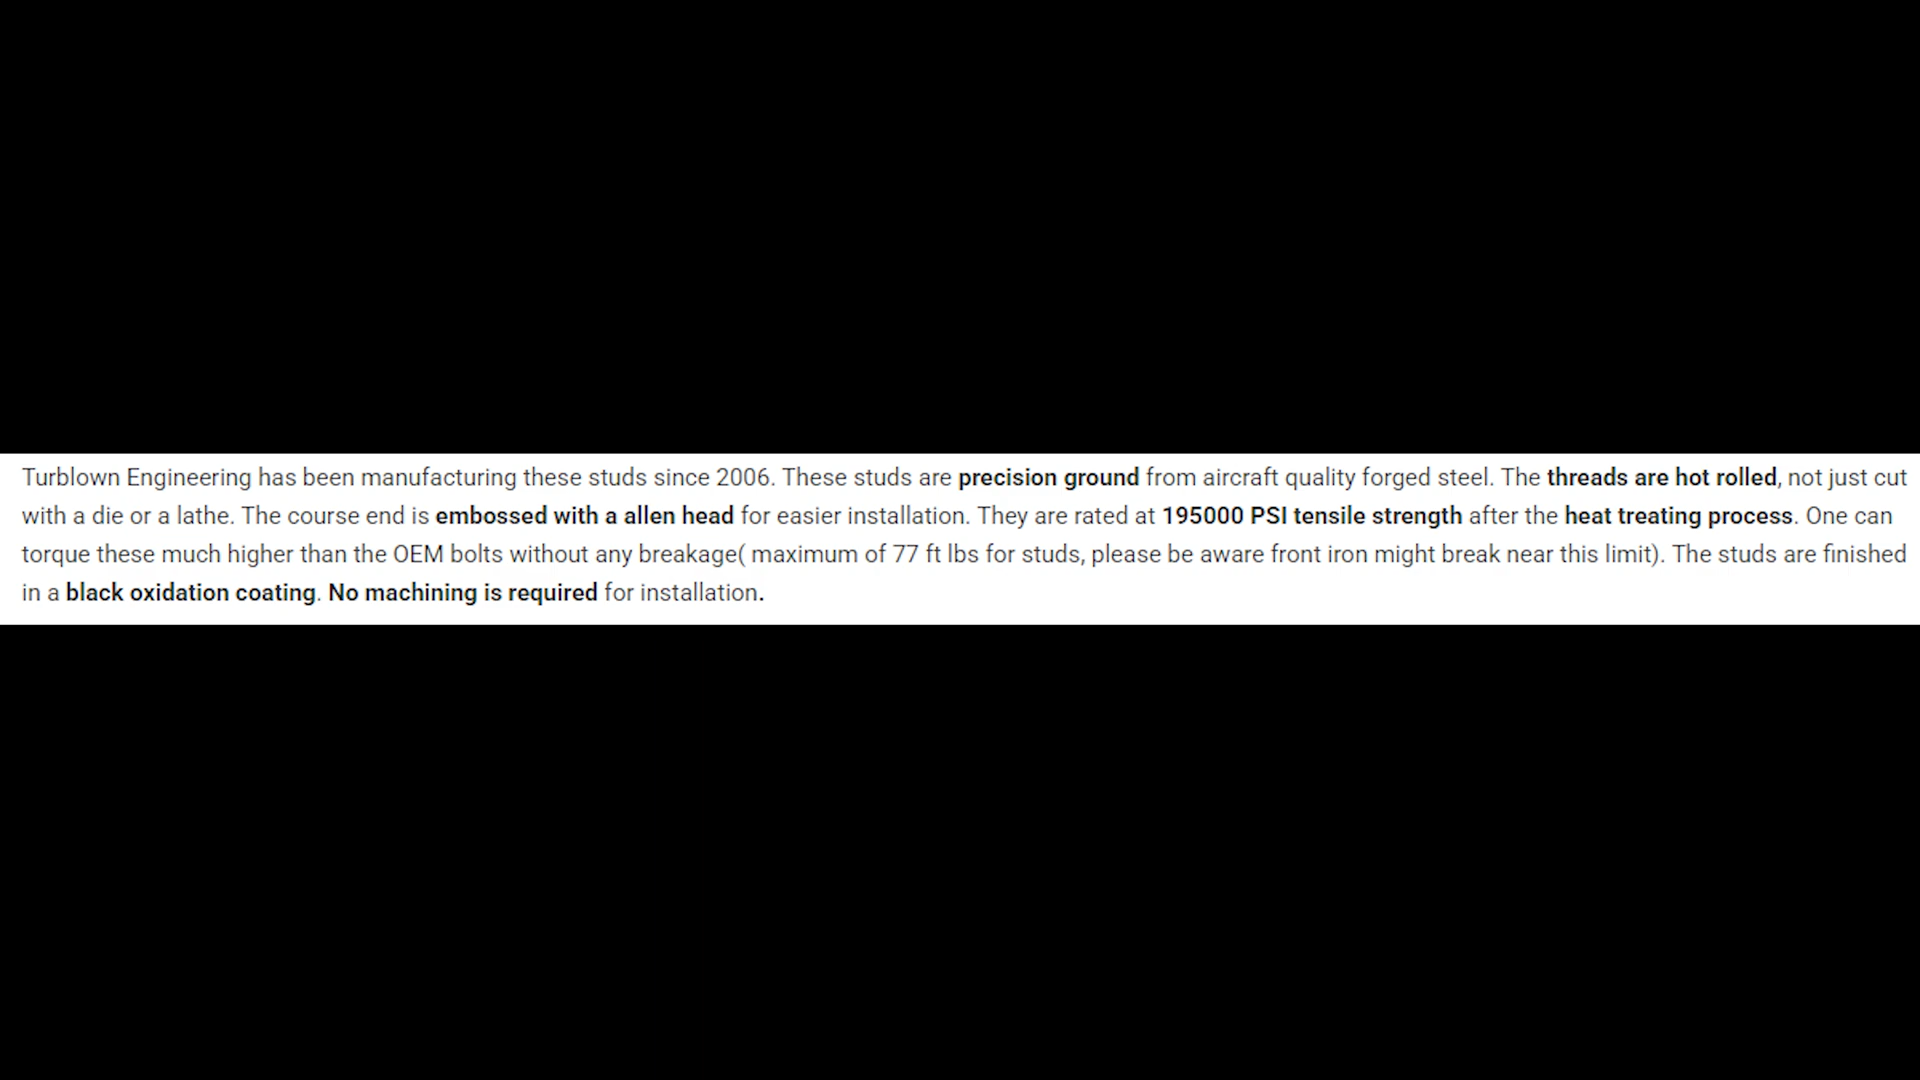 Turblown Engineering has been manufacturing these studs since 2006. These studs are precision ground from aircraft quality forged steel. The threads are hot rolled, not just cut
with a die or a lathe. The course end is embossed with a allen head for easier installation. They are rated at 195000 PSI tensile strength after the heat treating process. One can
torque these much higher than the OEM bolts without any breakage( maximum of 77 ft lbs for studs, please be aware front iron might break near this limit). The studs are finished
in a black oxidation coating. No machining is required for installation.